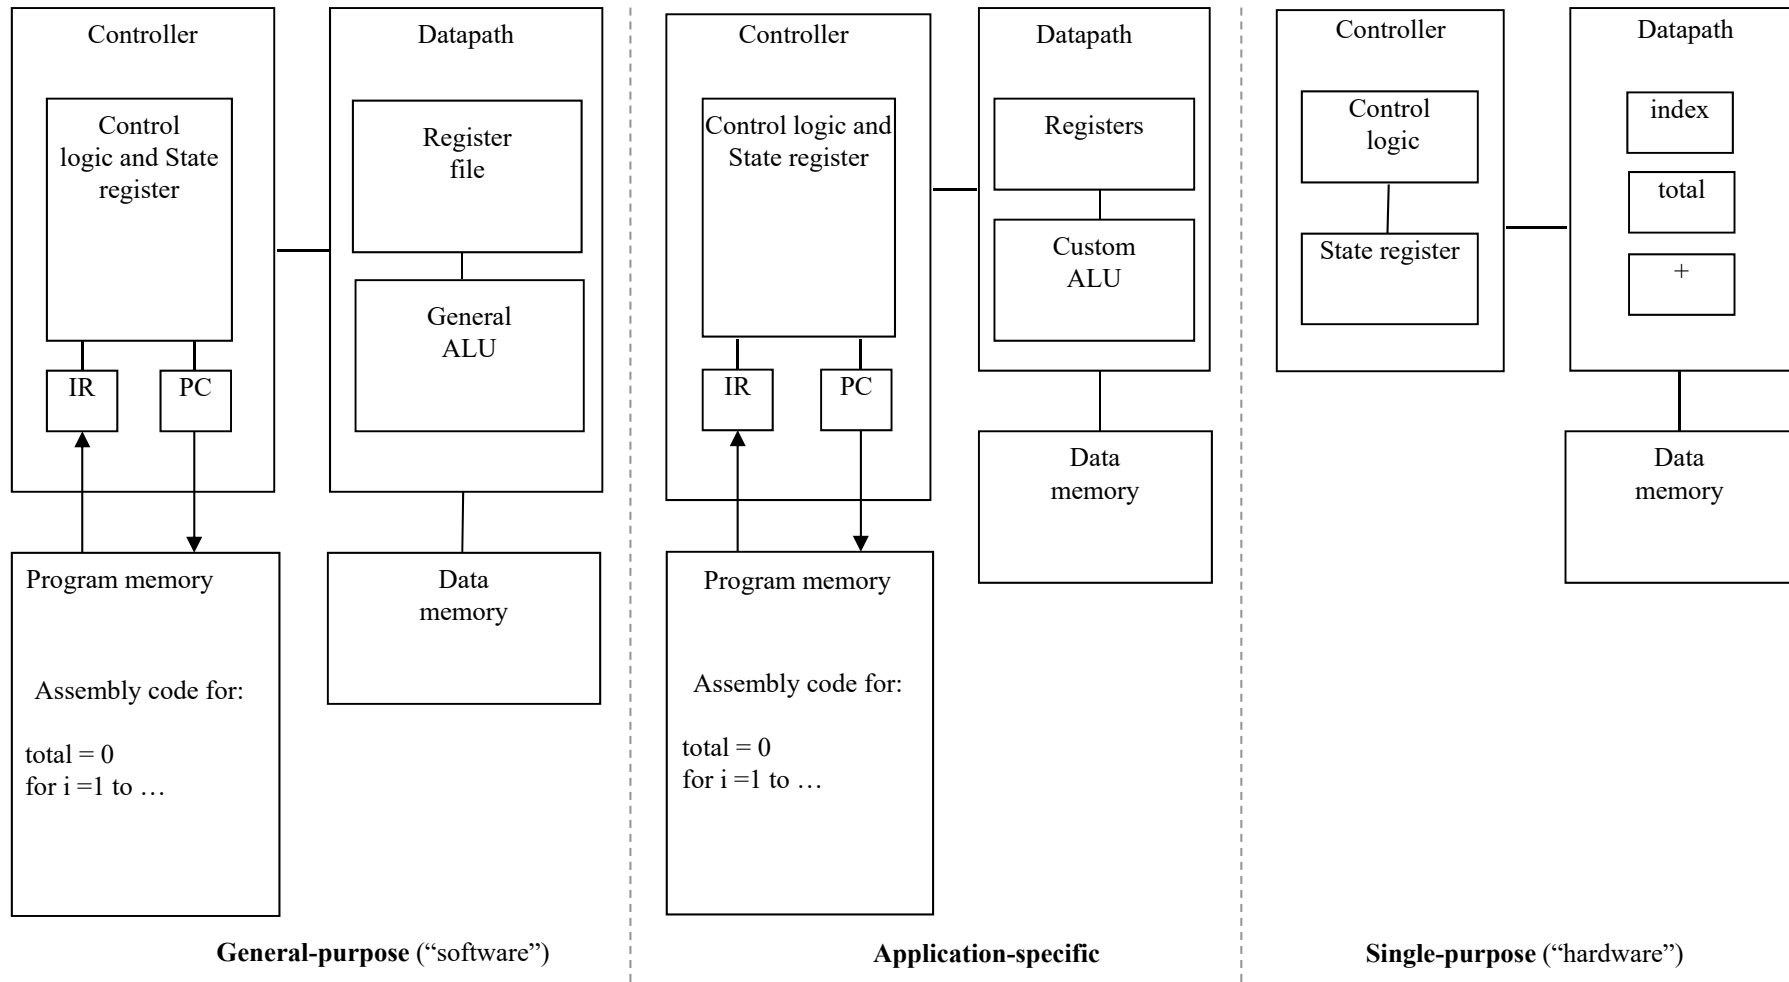 Controller
Datapath
Control
logic and State
register
Register
file
General
ALU
IR
PC
Program memory
Assembly code for:
total = 0
for i =1 to …
Data
memory
General-purpose (“software”)
Controller
Datapath
Control logic and
State register
Registers
Custom
ALU
IR
PC
Data
memory
Program memory
Assembly code for:
total = 0
for i =1 to …
Application-specific
Controller
Datapath
Control
logic
State register
index
total
+
Data
memory
Single-purpose (“hardware”)